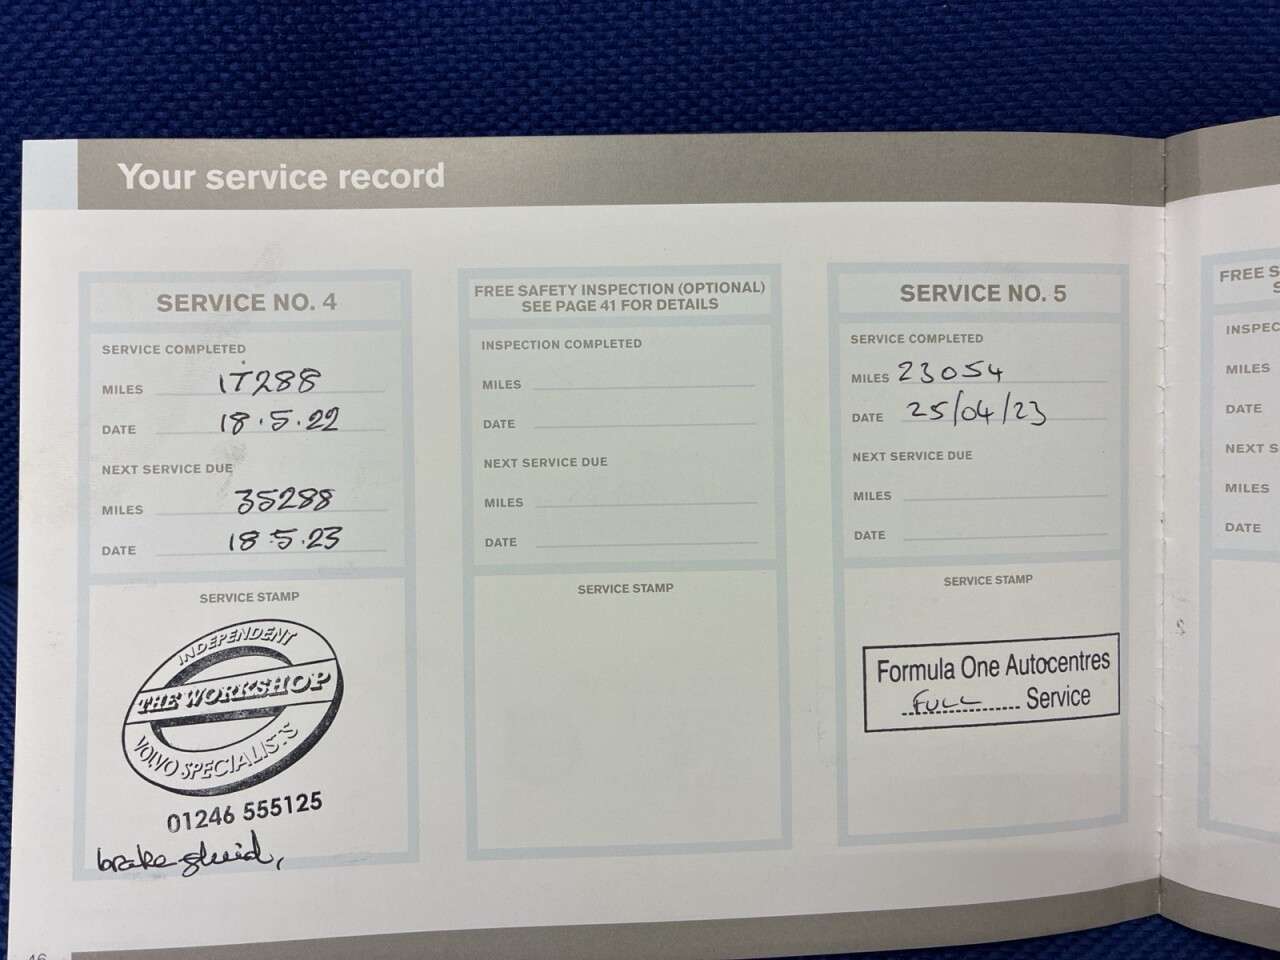 Your service record
SERVICE NO. 4
SERVICE COMPLETED
MILES 17288
DATE 18.5.22
NEXT SERVICE DUE
MILES 35288
DATE 18.5.23
SERVICE STAMP
INDEPENDENT
THE WORKSHOP
VOLVO SPECIALISTS
01246 555125
brake fluid,
FREE SAFETY INSPECTION (OPTIONAL)
SEE PAGE 41 FOR DETAILS
INSPECTION COMPLETED
MILES
DATE
NEXT SERVICE DUE
MILES
DATE
SERVICE STAMP
SERVICE NO. 5
SERVICE COMPLETED
MILES 23054
DATE 25/04/23
NEXT SERVICE DUE
MILES
DATE
SERVICE STAMP
Formula One Autocentres
FULL Service
FREE S
S
INSPEC
MILES
DATE
NEXT S
MILES
DATE